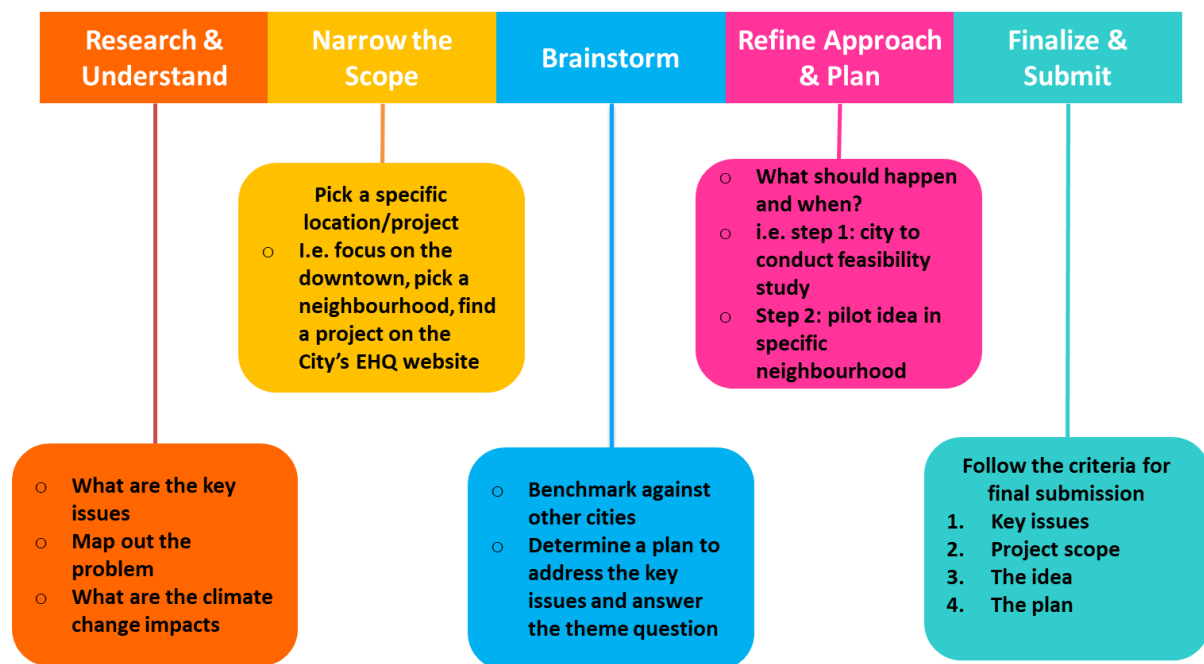 Research &
Understand
Narrow the
Scope
Brainstorm
Refine Approach
& Plan
Finalize &
Submit
Pick a specific
location/project
o I.e. focus on the
downtown, pick a
neighbourhood, find
a project on the
City's EHQ website
o What should happen
and when?
o i.e. step 1: city to
conduct feasibility
study
o Step 2: pilot idea in
specific
neighbourhood
o What are the key
issues
o Map out the
problem
o What are the climate
change impacts
o Benchmark against
other cities
o Determine a plan to
address the key
issues and answer
the theme question
Follow the criteria for
final submission
1. Key issues
2. Project scope
3. The idea
4. The plan